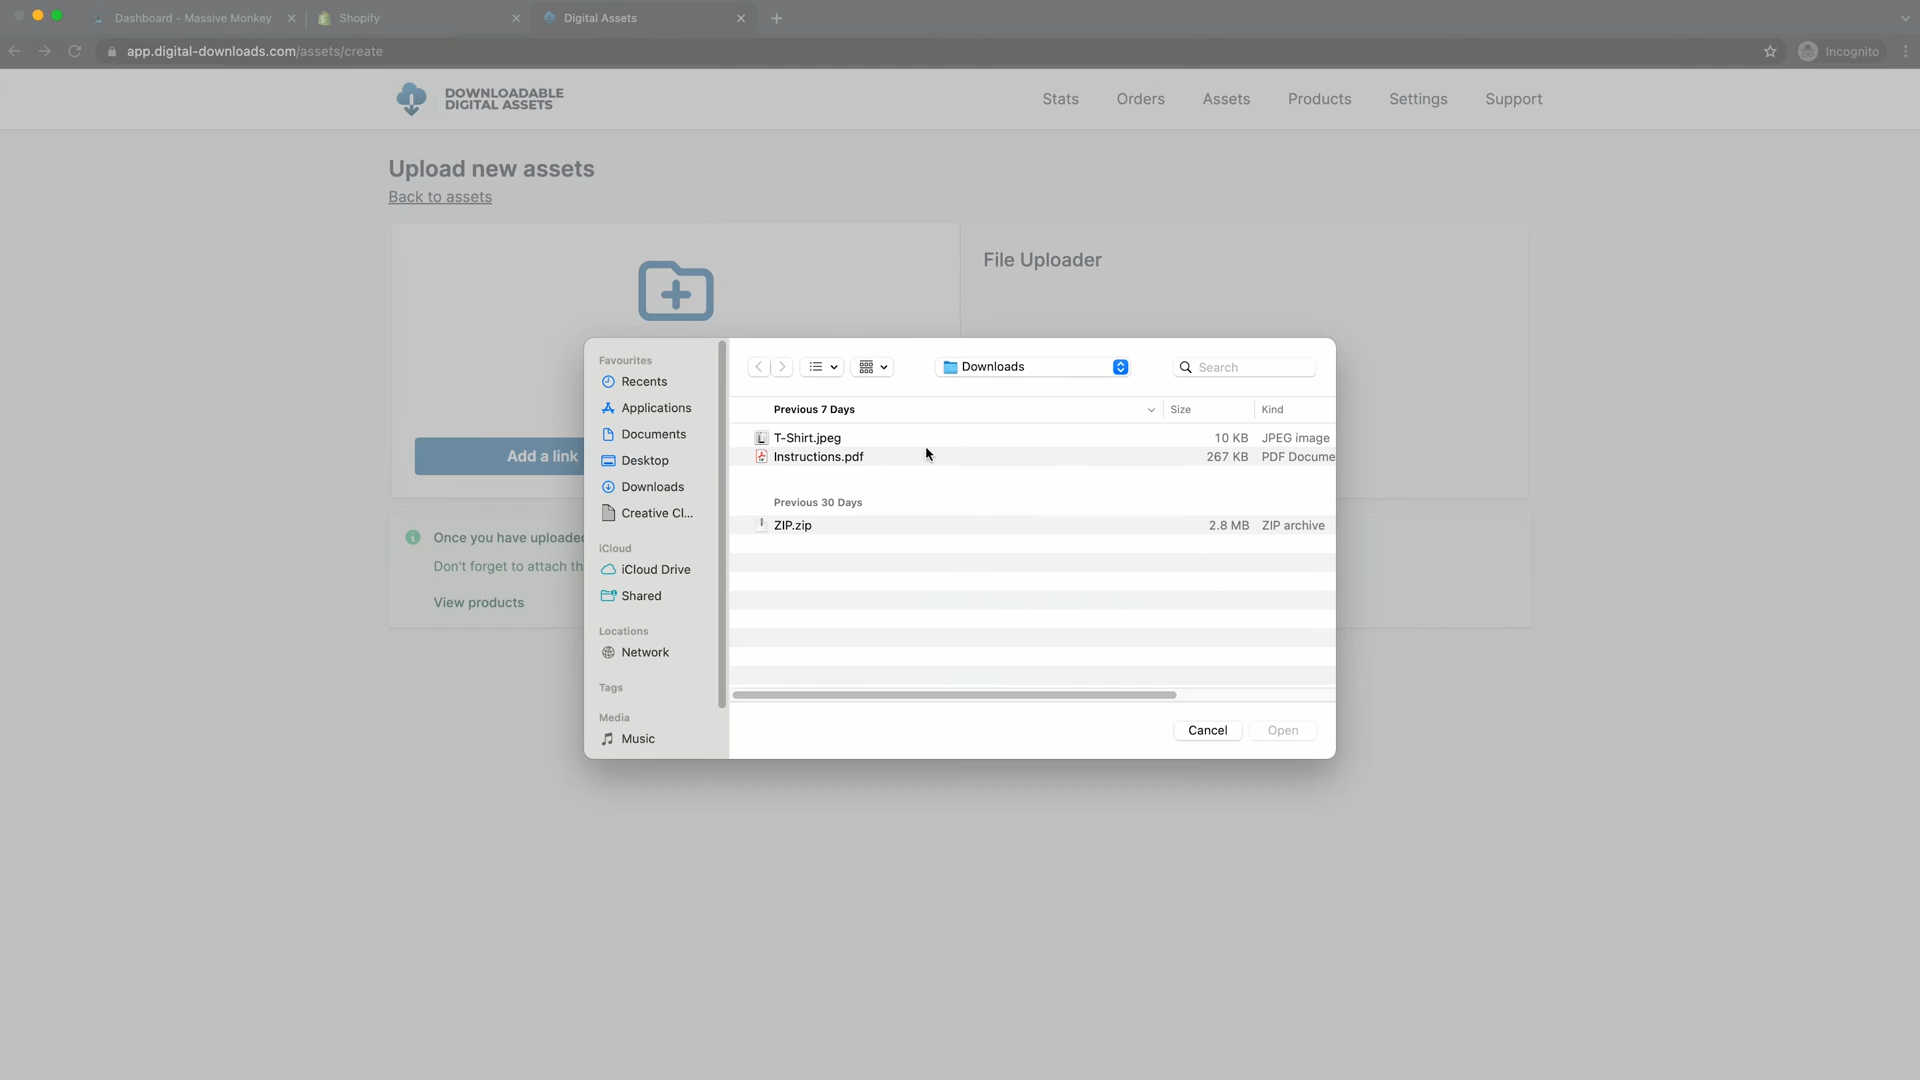 Dashboard - Massive Monkey
Shopify
Digital Assets
app.digital-downloads.com/assets/create
Incognito
DOWNLOADABLE
DIGITAL ASSETS
Stats
Orders
Assets
Products
Settings
Support
Upload new assets
Back to assets
File Uploader
Add a link
Once you have uploaded
Don't forget to attach th
View products
Favourites
Recents
Applications
Documents
Desktop
Downloads
Creative Cl...
iCloud
iCloud Drive
Shared
Locations
Network
Tags
Media
Music
Downloads
Search
Previous 7 Days
Size
Kind
T-Shirt.jpeg
10 KB
JPEG image
Instructions.pdf
267 KB
PDF Docume
Previous 30 Days
ZIP.zip
2.8 MB
ZIP archive
Cancel
Open